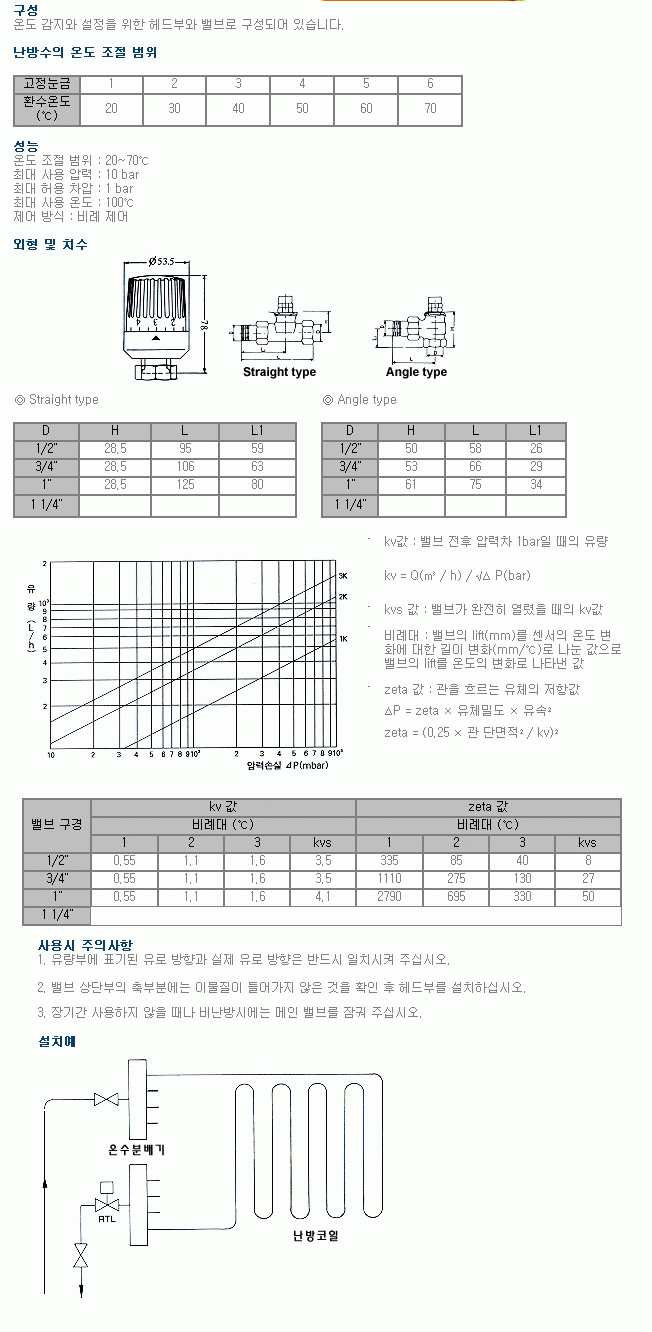 구성
온도 감지와 설정을 위한 헤드부와 밸브로 구성되어 있습니다.
난방수의 온도 조절 범위
고정눈금 1 2 3 4 5 6
환수온도 (℃) 20 30 40 50 60 70
성능
온도 조절 범위 : 20~70℃
최대 사용 압력 : 10 bar
최대 허용 차압 : 1 bar
최대 사용 온도 : 100℃
제어 방식 : 비례 제어
외형 및 치수
Ø53.5
78
4 3 2
D L₁ L H D
D L₁ L H D
Straight type
Angle type
◎ Straight type
◎ Angle type
D H L L1
1/2" 28.5 95 59
3/4" 28.5 106 63
1" 28.5 125 80
1 1/4"
D H L L1
1/2" 50 58 26
3/4" 53 66 29
1" 61 75 34
1 1/4"
유량 (L/h)
2
10³
9
8
7
6
5
4
3
2
3K
2K
1K
10 2 3 4 5 6 7 8 910² 2 3 4 5 6 7 8 910³
압력손실 ΔP(mbar)
- kv값 : 밸브 전후 압력차 1bar일 때의 유량
kv = Q(㎥ / h) / √△ P(bar)
- kvs 값 : 밸브가 완전히 열렸을 때의 kv값
- 비례대 : 밸브의 lift(mm)를 센서의 온도 변
화에 대한 길이 변화(mm/℃)로 나눈 값으로
밸브의 lift를 온도의 변화로 나타낸 값
- zeta 값 : 관을 흐르는 유체의 저항값
△P = zeta × 유체밀도 × 유속²
zeta = (0.25 × 관 단면적² / kv)²
밸브 구경 kv 값 zeta 값
비례대 (℃) 비례대 (℃)
1 2 3 kvs 1 2 3 kvs
1/2" 0.55 1.1 1.6 3.5 335 85 40 8
3/4" 0.55 1.1 1.6 3.5 1110 275 130 27
1" 0.55 1.1 1.6 4.1 2790 695 330 50
1 1/4"
사용시 주의사항
1. 유량부에 표기된 유로 방향과 실제 유로 방향은 반드시 일치시켜 주십시오.
2. 밸브 상단부의 축부분에는 이물질이 들어가지 않은 것을 확인 후 헤드부를 설치하십시오.
3. 장기간 사용하지 않을 때나 비난방시에는 메인 밸브를 잠궈 주십시오.
설치예
온수분배기
RTL
난방코일